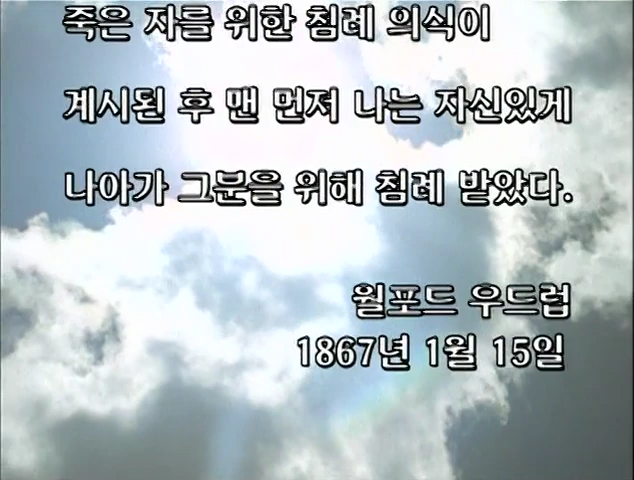 죽은 자를 위한 침례 의식이
계시된 후 맨 먼저 나는 자신있게
나아가 그분을 위해 침례 받았다.
월포드 우드럽
1867년 1월 15일